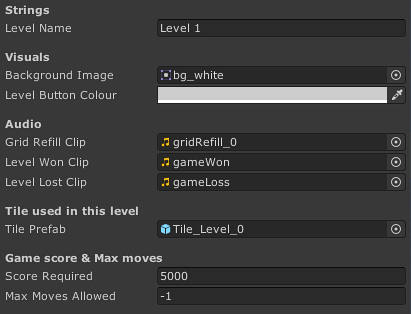 Strings
Level Name Level 1
Visuals
Background Image bg_white
Level Button Colour
Audio
Grid Refill Clip gridRefill_0
Level Won Clip gameWon
Level Lost Clip gameLoss
Tile used in this level
Tile Prefab Tile_Level_0
Game score & Max moves
Score Required 5000
Max Moves Allowed -1